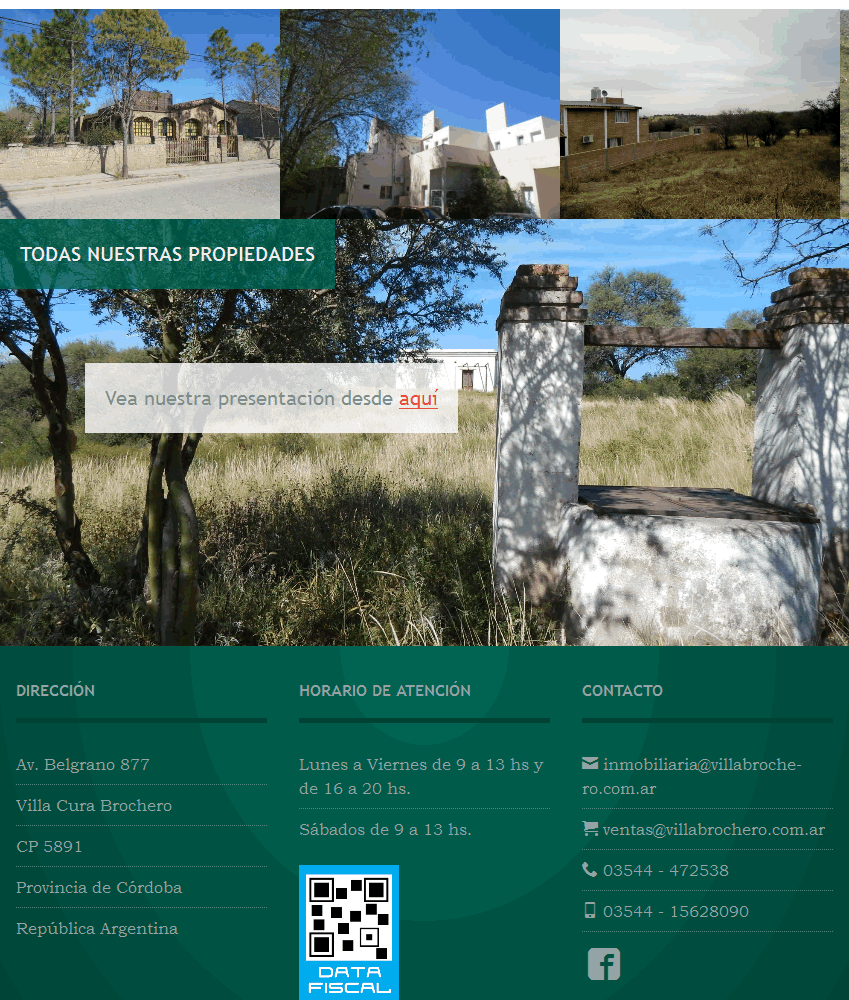 TODAS NUESTRAS PROPIEDADES
Vea nuestra presentación desde aquí
DIRECCIÓN
Av. Belgrano 877
Villa Cura Brochero
CP 5891
Provincia de Córdoba
República Argentina
HORARIO DE ATENCIÓN
Lunes a Viernes de 9 a 13 hs y
de 16 a 20 hs.
Sábados de 9 a 13 hs.
DATA
FISCAL
CONTACTO
inmobiliaria@villabroche-
ro.com.ar
ventas@villabrochero.com.ar
03544 - 472538
03544 - 15628090